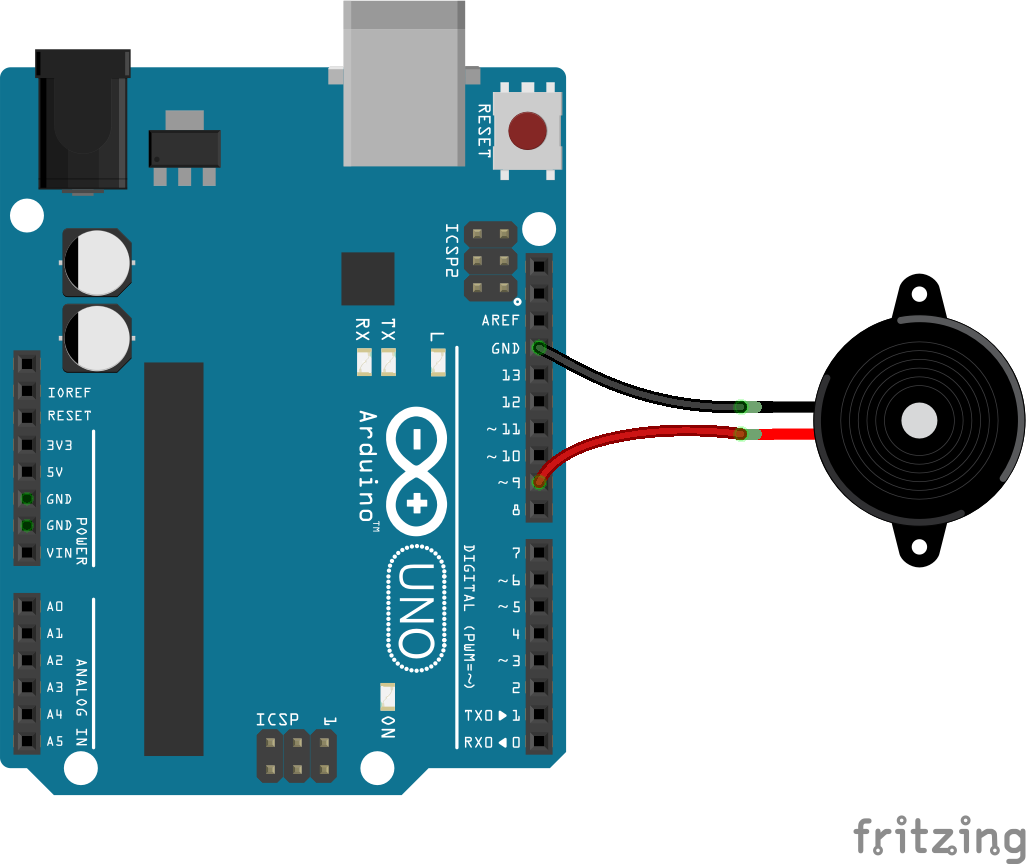 RESET
ICSP2
AREF
GND
13
12
~11
~10
~9
8
RX
TX
L
IOREF
RESET
3V3
5V
GND
GND
VIN
POWER
Arduino™
UNO
7
~6
~5
4
~3
2
TX0▶1
RX0◀0
DIGITAL (PWM=~)
A0
A1
A2
A3
A4
A5
ANALOG IN
ICSP
1
ON
fritzing